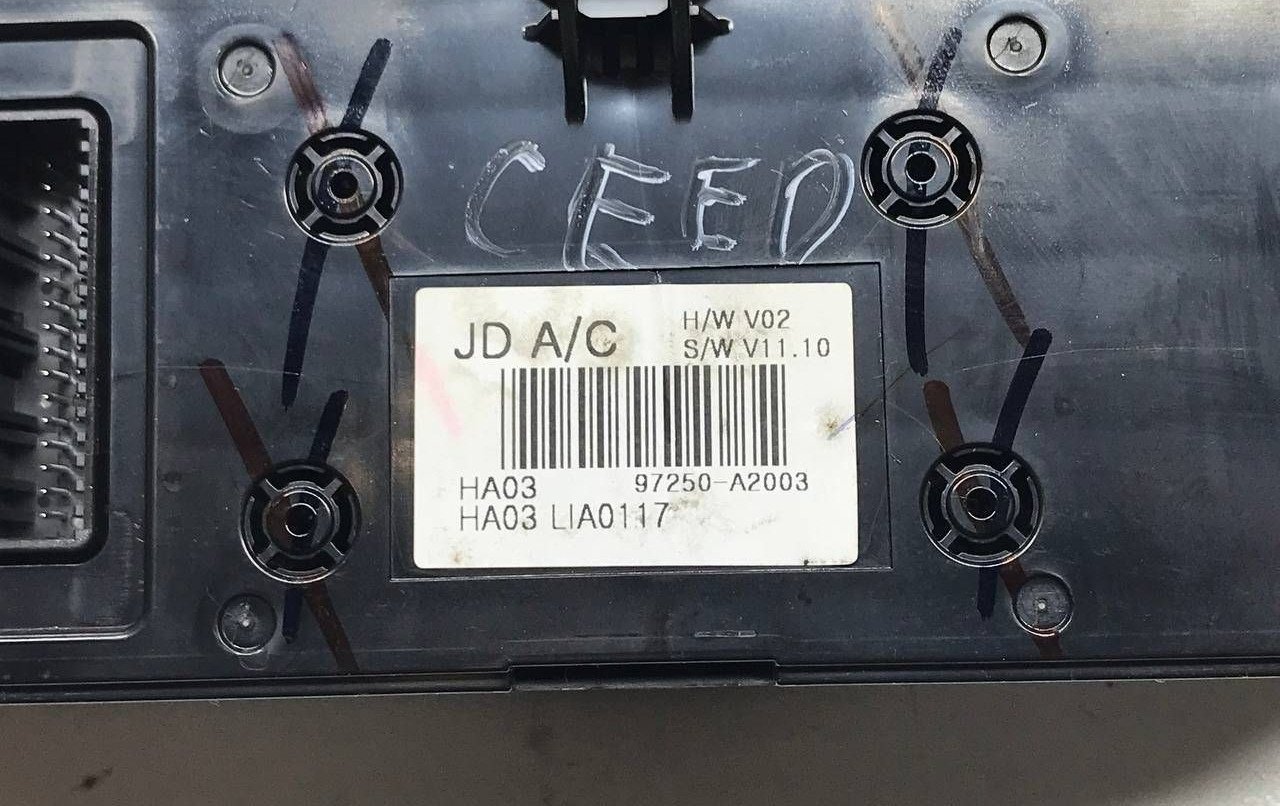 CEED
JD A/C
H/W V02
S/W V11.10
HA03 97250-A2003
HA03 LIA0117